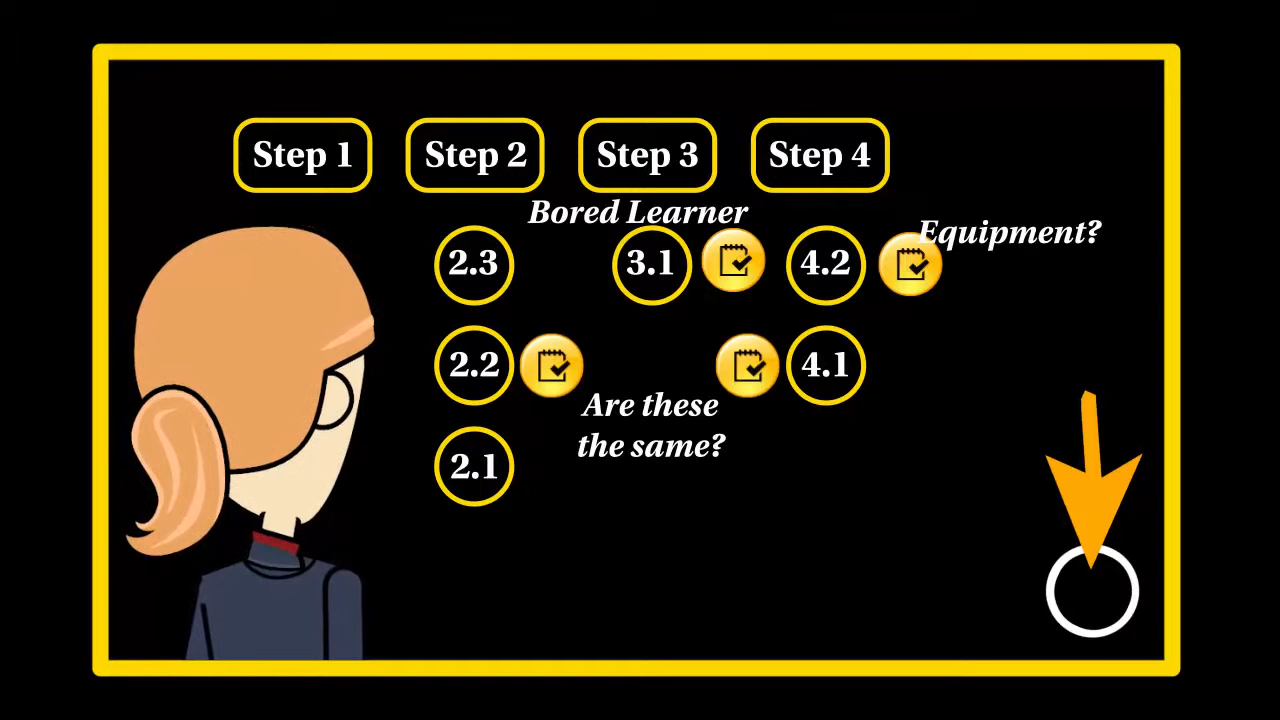 Step 1
Step 2
Step 3
Step 4
Bored Learner
Equipment?
2.3
3.1
4.2
2.2
4.1
Are these
the same?
2.1